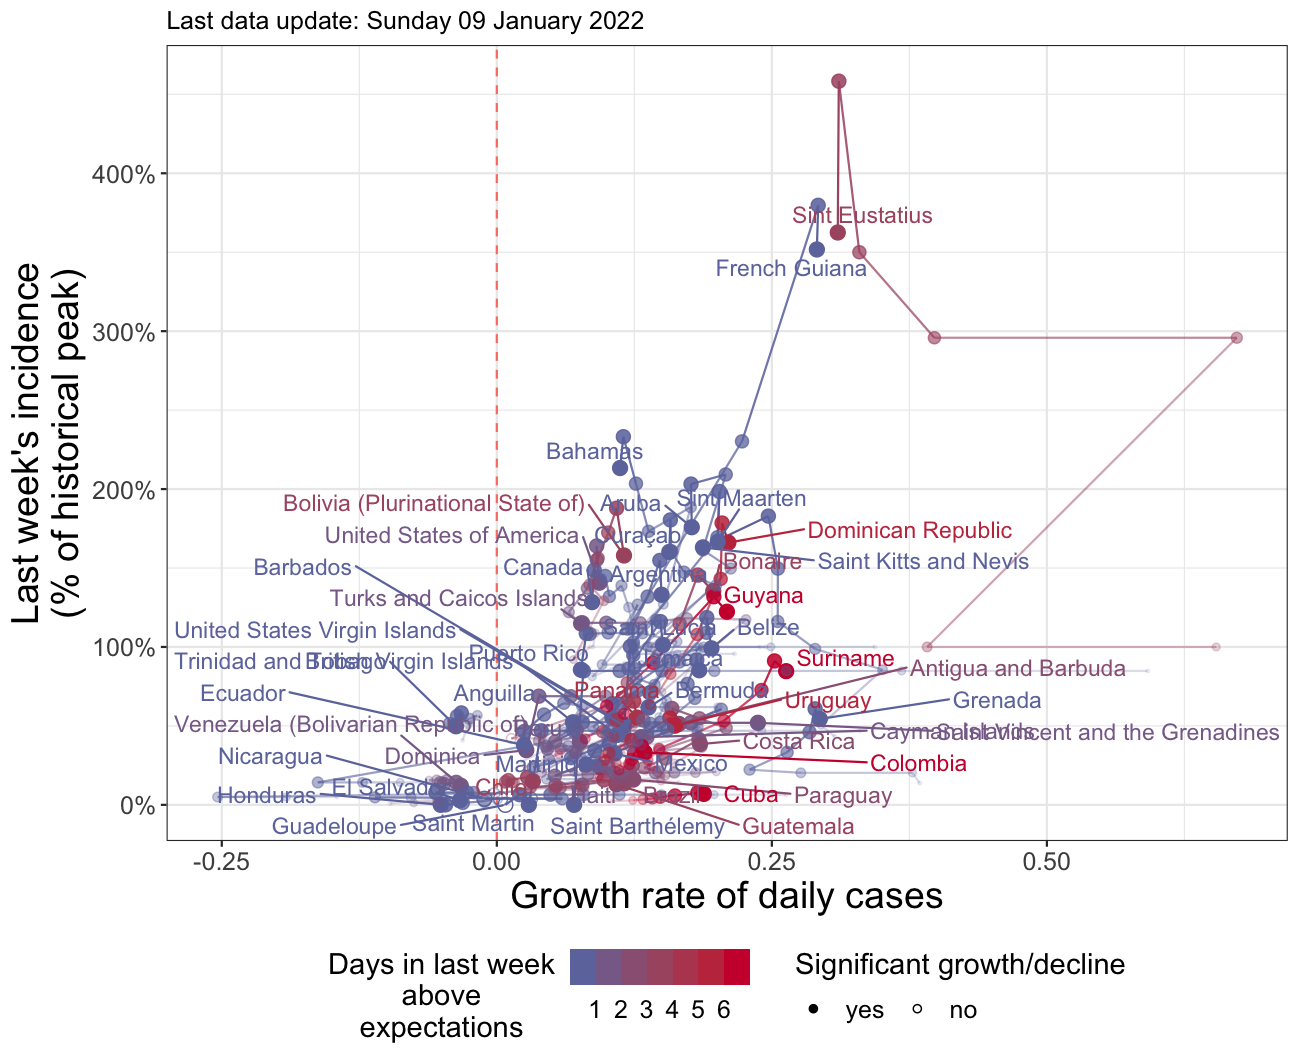 Last data update: Sunday 09 January 2022
Last week's incidence
(% of historical peak)
400%
300%
200%
100%
0%
Sint Eustatius
French Guiana
Bahamas
Bolivia (Plurinational State of)
Aruba
Sint Maarten
United States of America
Curaçao
Dominican Republic
Barbados
Canada
Argentina
Bonaire
Saint Kitts and Nevis
Turks and Caicos Islands
Guyana
United States Virgin Islands
Saint Lucia
Belize
Trinidad and Tobago
British Virgin Islands
Puerto Rico
Jamaica
Suriname
Antigua and Barbuda
Ecuador
Anguilla
Panama
Bermuda
Uruguay
Grenada
Venezuela (Bolivarian Republic of)
Cayman Islands
Saint Vincent and the Grenadines
Nicaragua
Dominica
Costa Rica
Mexico
Colombia
Honduras
El Salvador
Chile
Haiti
Brazil
Cuba
Paraguay
Guadeloupe
Saint Martin
Saint Barthélemy
Guatemala
-0.25
0.00
0.25
0.50
Growth rate of daily cases
Days in last week
above
expectations
1 2 3 4 5 6
Significant growth/decline
yes
no